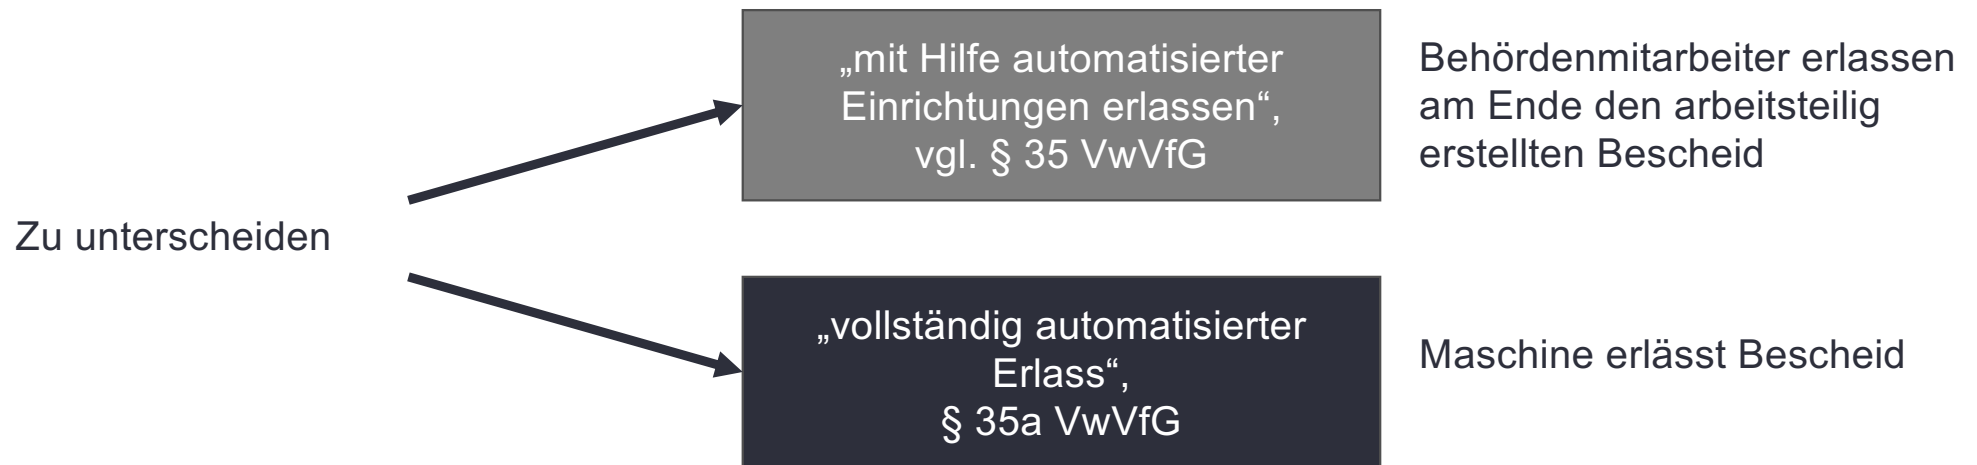 Zu unterscheiden
„mit Hilfe automatisierter
Einrichtungen erlassen“,
vgl. § 35 VwVfG
Behördenmitarbeiter erlassen
am Ende den arbeitsteilig
erstellten Bescheid
„vollständig automatisierter
Erlass“,
§ 35a VwVfG
Maschine erlässt Bescheid